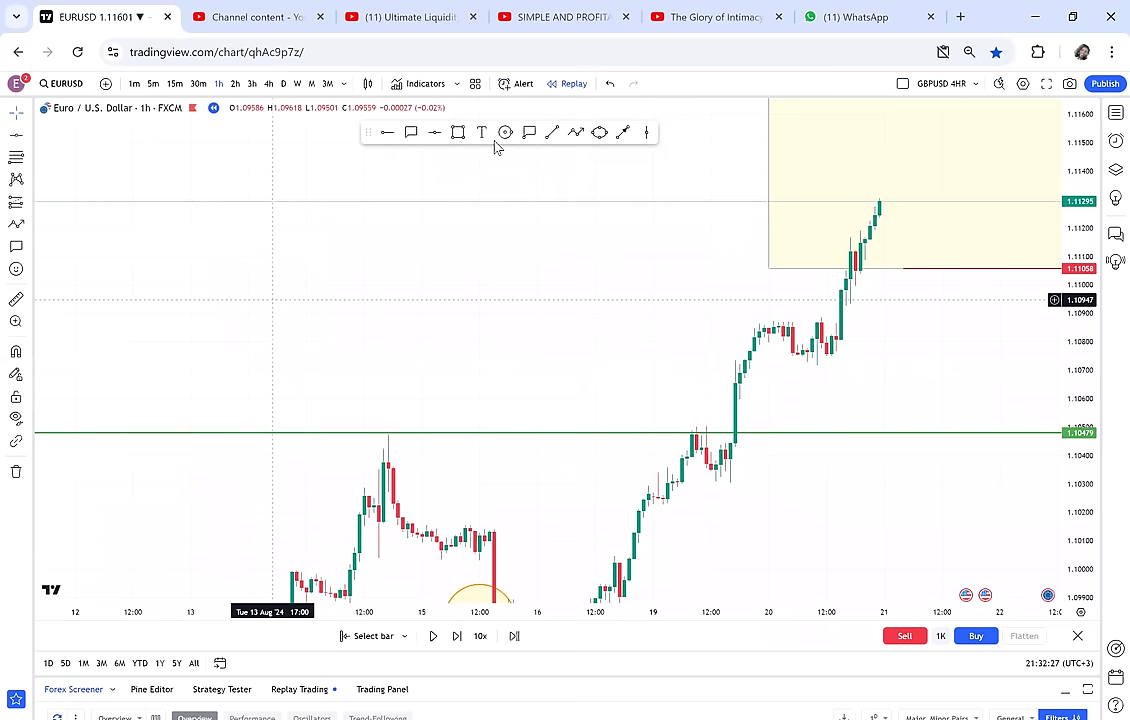 EURUSD 1.11601
Channel content - Yo
(11) Ultimate Liquidity
SIMPLE AND PROFITA
The Glory of Intimacy
(11) WhatsApp
tradingview.com/chart/qhAc9p7z/
E 2 EURUSD 1m 5m 15m 30m 1h 2h 3h 4h D W M 3M Indicators Alert Replay GBPUSD 4HR Publish
Euro / U.S. Dollar · 1h · FXCM O1.09586 H1.09618 L1.09501 C1.09559 −0.00027 (−0.02%)
T
1.11600
1.11500
1.11400
1.11295
1.11200
1.11100
1.11058
1.11000
1.10947
1.10900
1.10800
1.10700
1.10600
1.10479
1.10400
1.10300
1.10200
1.10100
1.10000
1.09900
12 12:00 13 Tue 13 Aug '24 17:00 12:00 15 12:00 16 12:00 19 12:00 20 12:00 21 12:00 22
Select bar 10x Sell 1K Buy Flatten
1D 5D 1M 3M 6M YTD 1Y 5Y All 21:32:27 (UTC+3)
Forex Screener Pine Editor Strategy Tester Replay Trading Trading Panel
Overview Overview Performance Oscillators Trend-Following Major, Minor Pairs General Filters